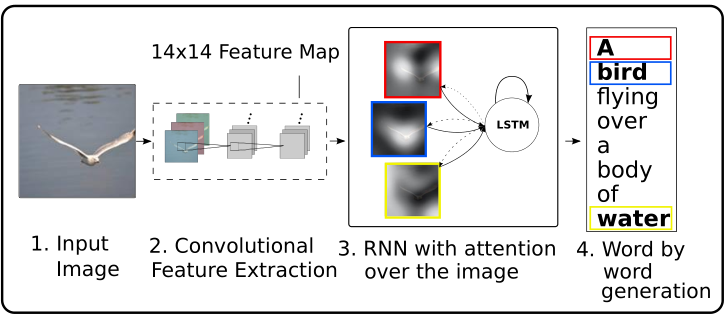 14x14 Feature Map
LSTM
A
bird
flying
over
a
body
of
water
1. Input
Image
2. Convolutional
Feature Extraction
3. RNN with attention
over the image
4. Word by
word
generation